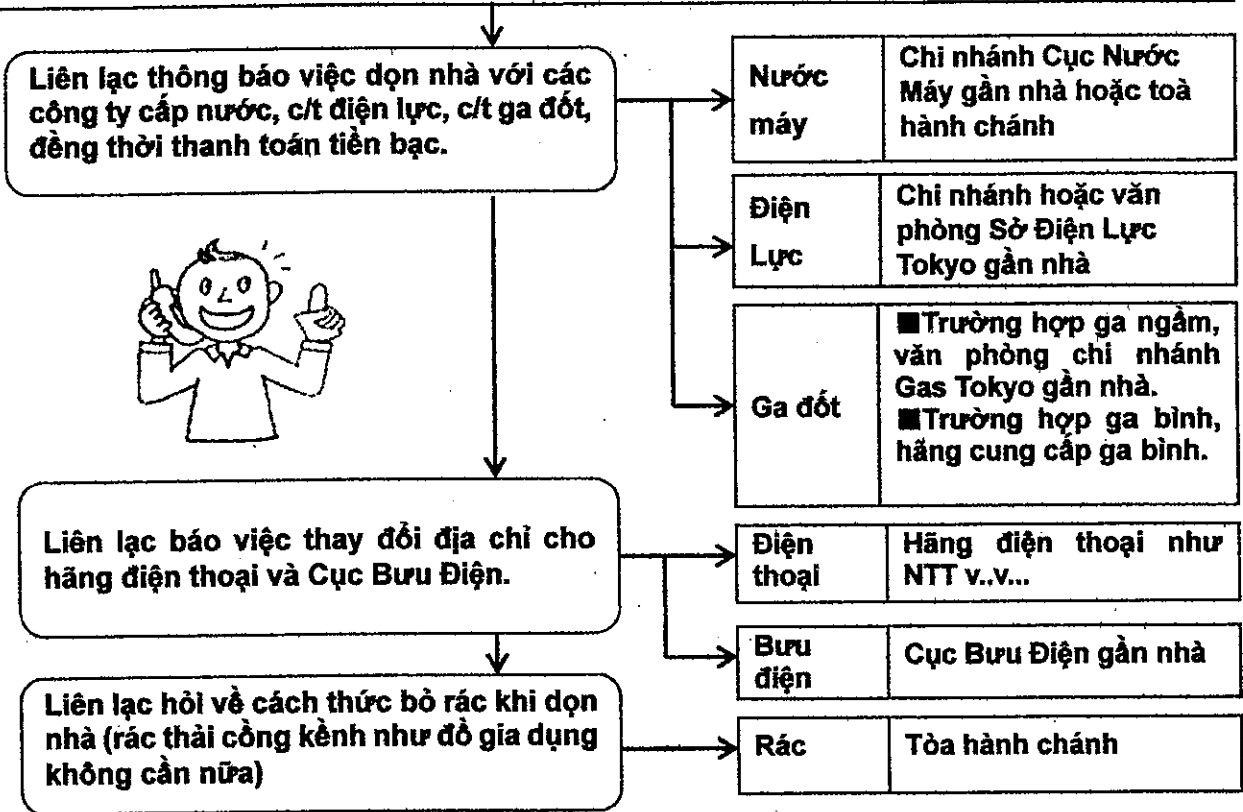 Liên lạc thông báo việc dọn nhà với các
công ty cấp nước, c/t điện lực, c/t ga đốt,
đềng thời thanh toán tiền bạc.
Nước
máy
Chi nhánh Cục Nước
Máy gần nhà hoặc toà
hành chánh
Điện
Lực
Chi nhánh hoặc văn
phòng Sở Điện Lực
Tokyo gần nhà
Ga đốt
■Trường hợp ga ngầm,
văn phòng chi nhánh
Gas Tokyo gần nhà.
■Trường hợp ga bình,
hãng cung cấp ga bình.
Liên lạc báo việc thay đổi địa chỉ cho
hãng điện thoại và Cục Bưu Điện.
Điện
thoại
Hãng điện thoại như
NTT v..v...
Bưu
điện
Cục Bưu Điện gần nhà
Liên lạc hỏi về cách thức bỏ rác khi dọn
nhà (rác thải cồng kềnh như đồ gia dụng
không cần nữa)
Rác
Tòa hành chánh